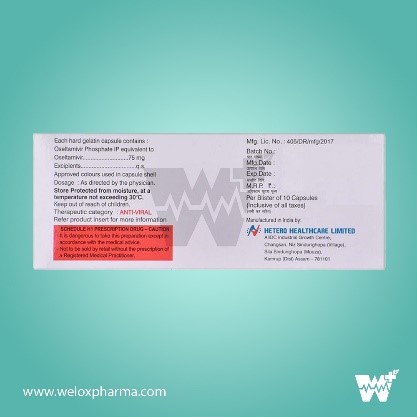 Each hard gelatin capsule contains :
Oseltamivir Phosphate IP equivalent to
Oseltamivir..........................75 mg
Excipients.............................q.s.
Approved colours used in capsule shell
Dosage : As directed by the physician.
Store Protected from moisture, at a
temperature not exceeding 30°C.
Keep out of reach of children.
Therapeutic category : ANTI-VIRAL
Refer product insert for more information
SCHEDULE H1 PRESCRIPTION DRUG – CAUTION
- It is dangerous to take this preparation except in
accordance with the medical advice.
- Not to be sold by retail without the prescription of
a Registered Medical Practitioner.
Mfg. Lic. No. : 405/DR/mfg/2017
Batch No.:
Mfg.Date :
Exp.Date :
M.R.P. ₹.:
Per Blister of 10 Capsules
(Inclusive of all taxes)
Manufactured in India by:
HETERO HEALTHCARE LIMITED
AIDC Industrial Growth Centre,
Changsari, Niz Sindurighopa (Village),
Sila Sindurighopa (Mouza),
Kamrup (Dist) Assam - 781101
W
www.weloxpharma.com
W